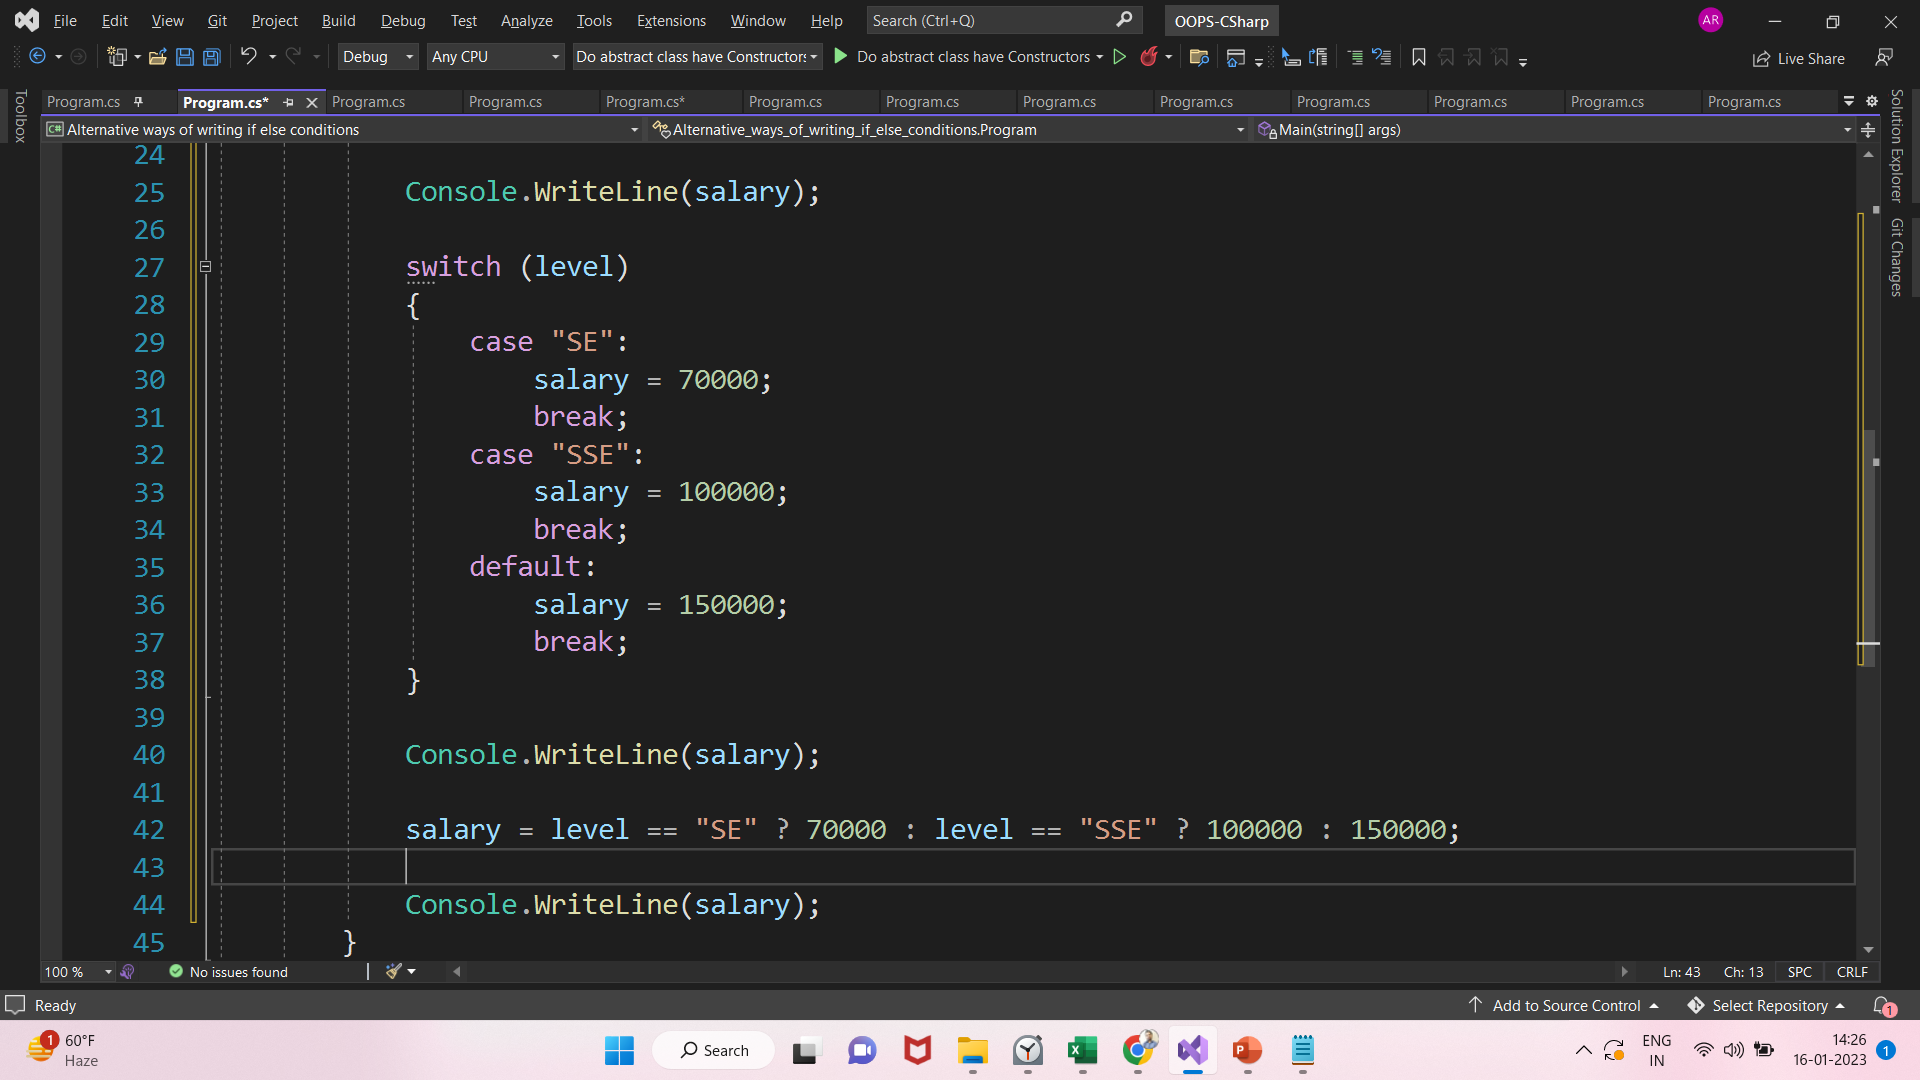 File Edit View Git Project Build Debug Test Analyze Tools Extensions Window Help Search (Ctrl+Q) OOPS-CSharp AR
Debug Any CPU Do abstract class have Constructors Do abstract class have Constructors Live Share
Toolbox
Program.cs Program.cs* Program.cs Program.cs Program.cs* Program.cs Program.cs Program.cs Program.cs Program.cs Program.cs Program.cs Program.cs
C# Alternative ways of writing if else conditions Alternative_ways_of_writing_if_else_conditions.Program Main(string[] args)
Solution Explorer
Git Changes
24
25 Console.WriteLine(salary);
26
27 switch (level)
28 {
29 case "SE":
30 salary = 70000;
31 break;
32 case "SSE":
33 salary = 100000;
34 break;
35 default:
36 salary = 150000;
37 break;
38 }
39
40 Console.WriteLine(salary);
41
42 salary = level == "SE" ? 70000 : level == "SSE" ? 100000 : 150000;
43
44 Console.WriteLine(salary);
45 }
100 % No issues found Ln: 43 Ch: 13 SPC CRLF
Ready Add to Source Control Select Repository 1
1 60°F Search ENG 14:26
Haze IN 16-01-2023 1